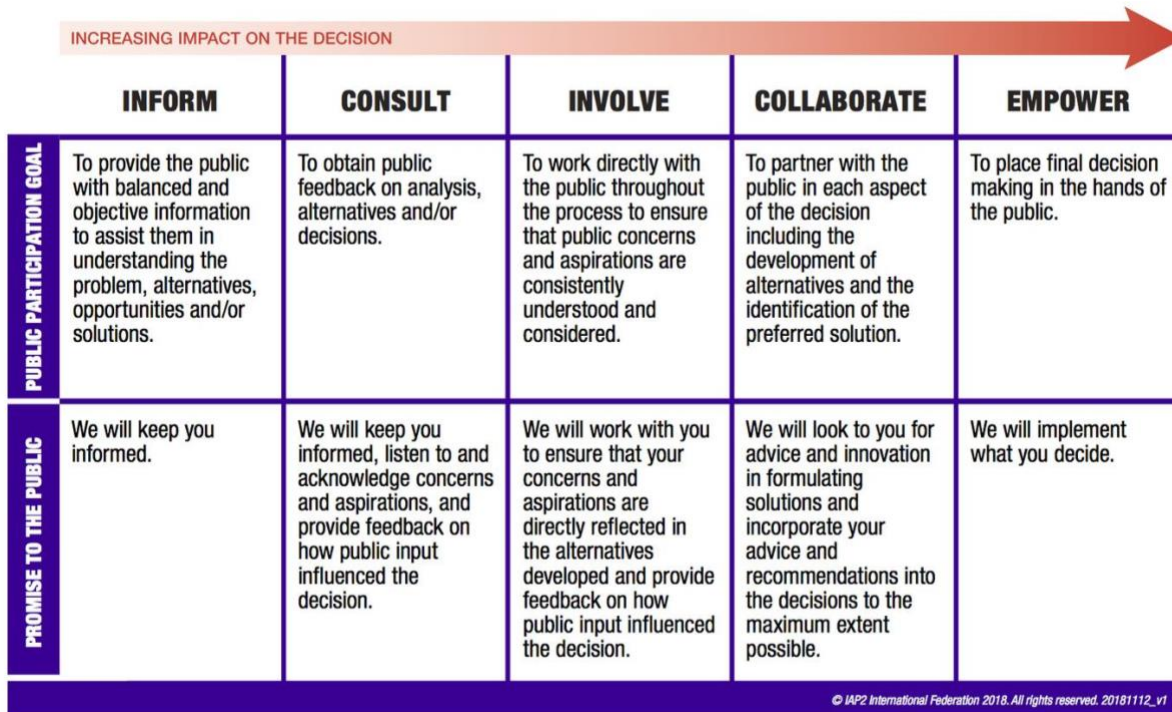 INCREASING IMPACT ON THE DECISION
INFORM
CONSULT
INVOLVE
COLLABORATE
EMPOWER
PUBLIC PARTICIPATION GOAL
To provide the public
with balanced and
objective information
to assist them in
understanding the
problem, alternatives,
opportunities and/or
solutions.
To obtain public
feedback on analysis,
alternatives and/or
decisions.
To work directly with
the public throughout
the process to ensure
that public concerns
and aspirations are
consistently
understood and
considered.
To partner with the
public in each aspect
of the decision
including the
development of
alternatives and the
identification of the
preferred solution.
To place final decision
making in the hands of
the public.
PROMISE TO THE PUBLIC
We will keep you
informed.
We will keep you
informed, listen to and
acknowledge concerns
and aspirations, and
provide feedback on
how public input
influenced the
decision.
We will work with you
to ensure that your
concerns and
aspirations are
directly reflected in
the alternatives
developed and provide
feedback on how
public input influenced
the decision.
We will look to you for
advice and innovation
in formulating
solutions and
incorporate your
advice and
recommendations into
the decisions to the
maximum extent
possible.
We will implement
what you decide.
© IAP2 International Federation 2018. All rights reserved. 20181112_v1